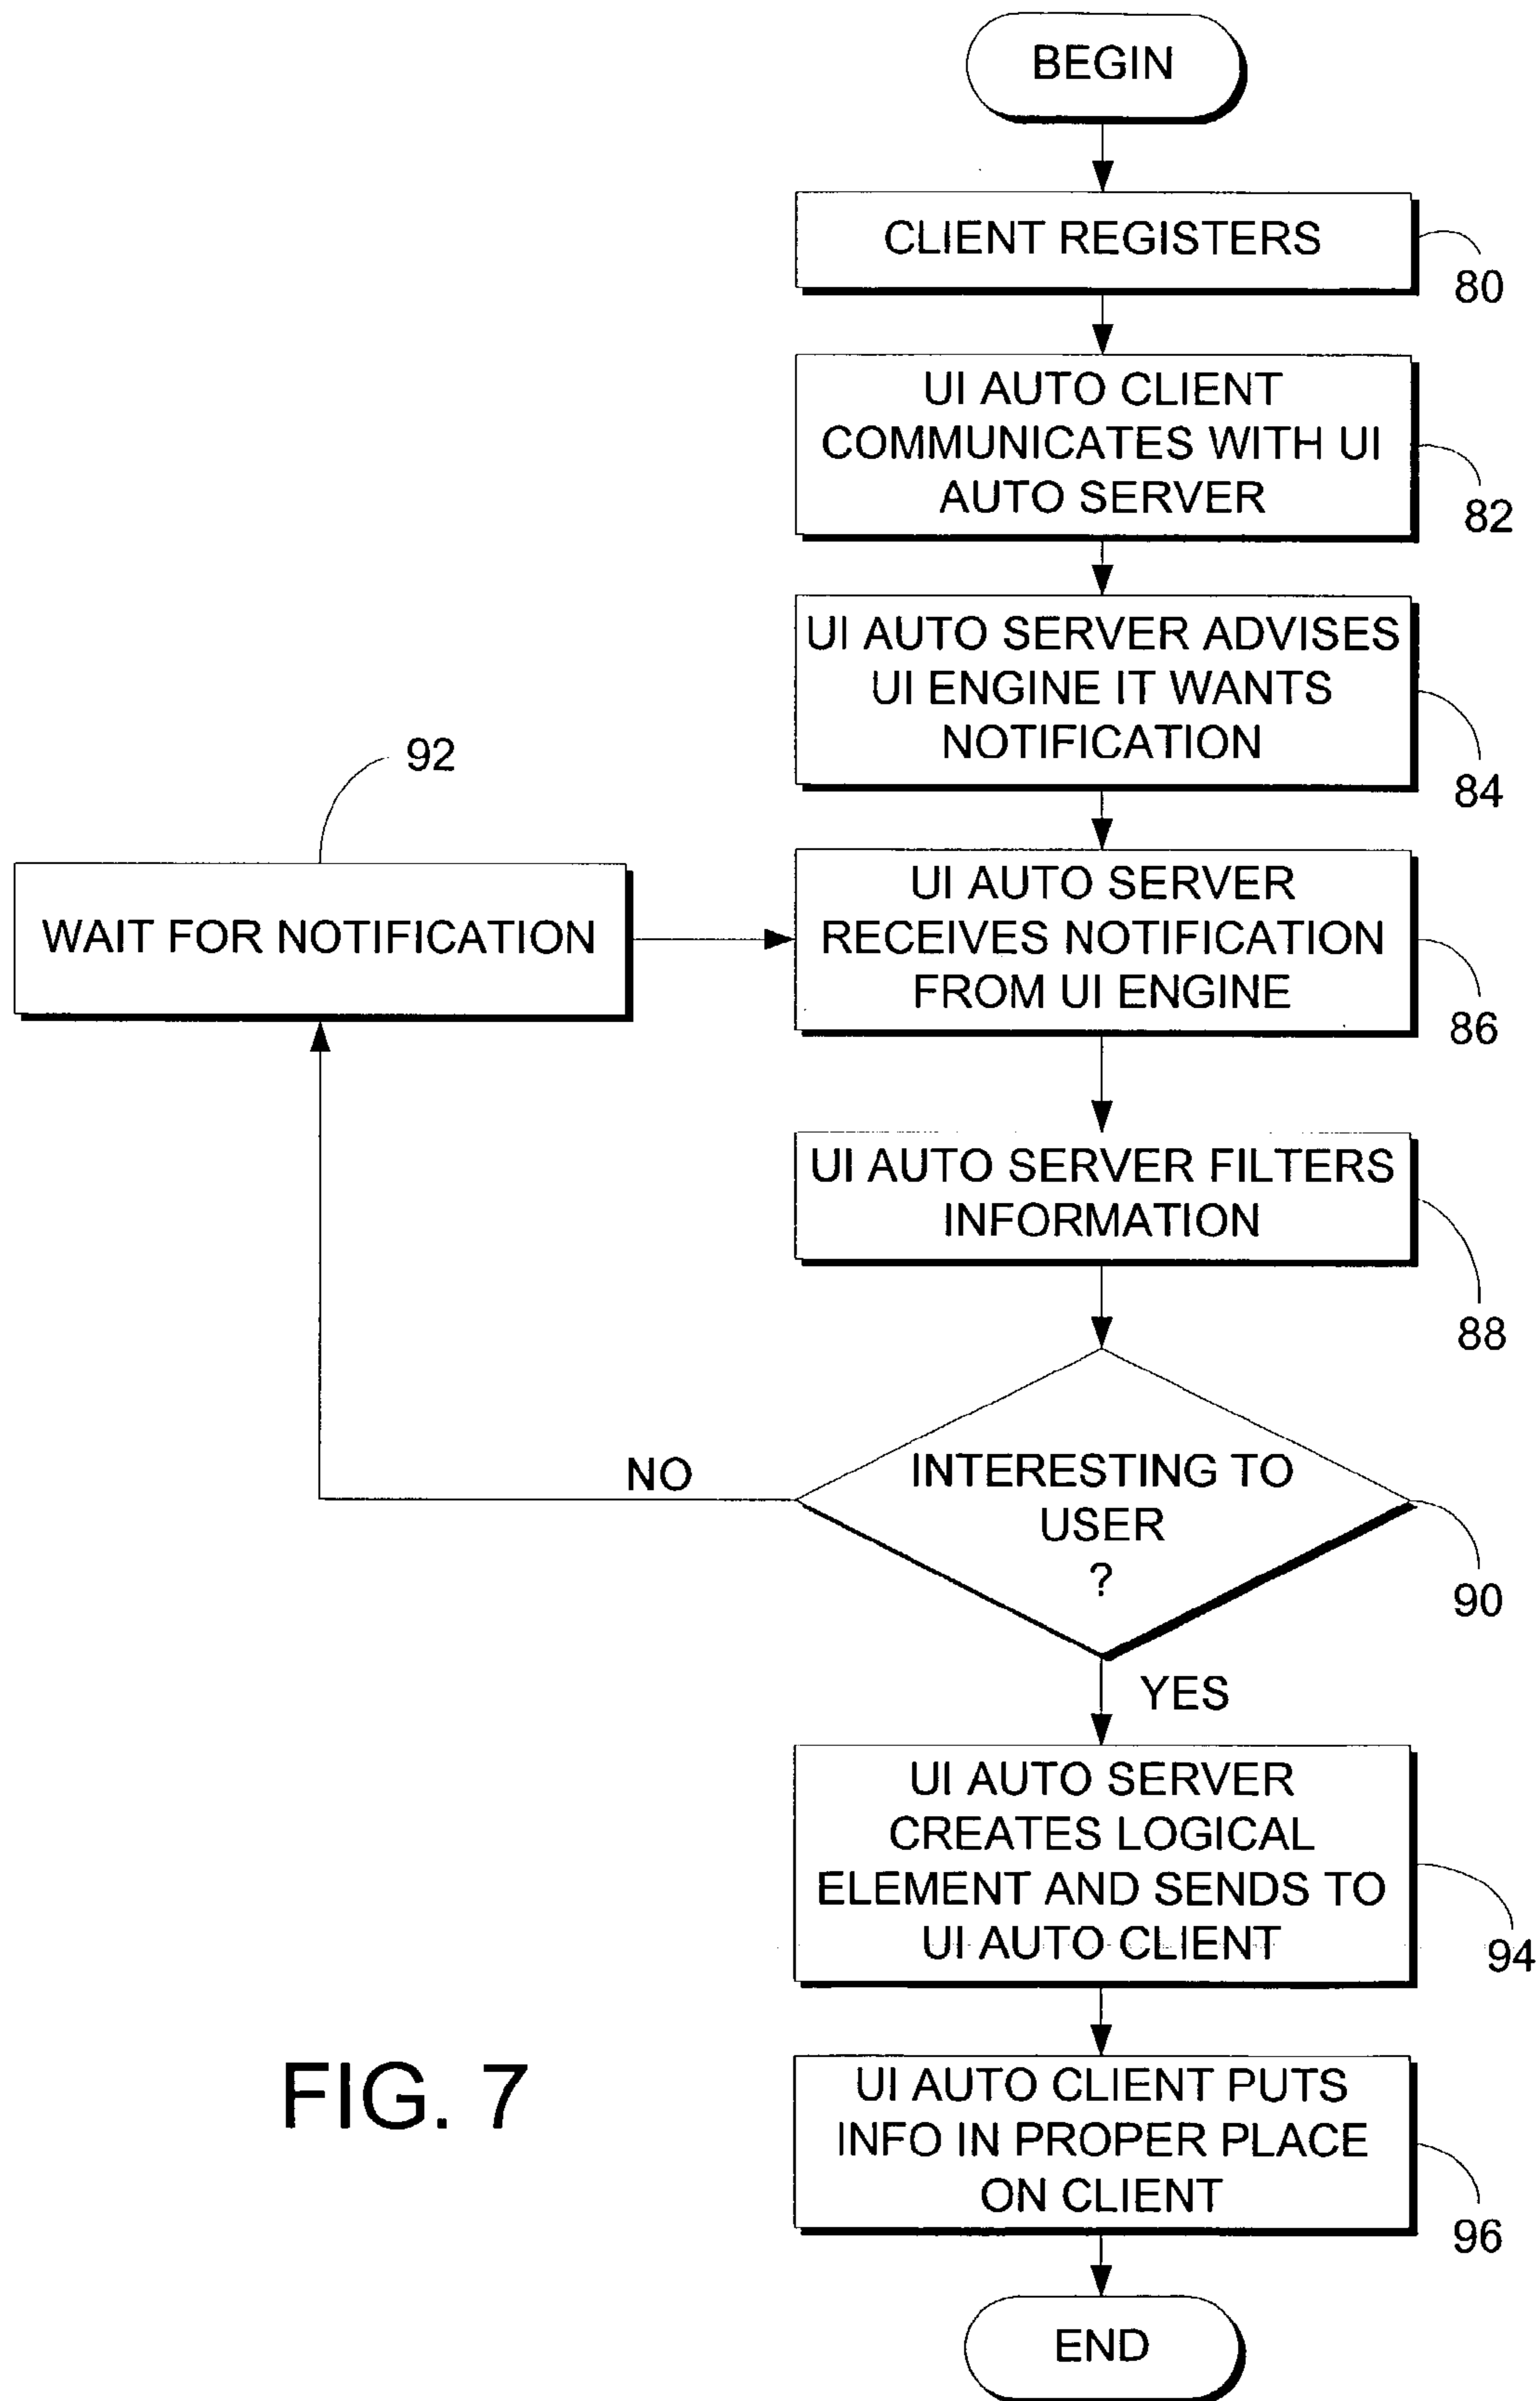 BEGIN
CLIENT REGISTERS
80
UI AUTO CLIENT
COMMUNICATES WITH UI
AUTO SERVER
82
UI AUTO SERVER ADVISES
UI ENGINE IT WANTS
NOTIFICATION
84
92
WAIT FOR NOTIFICATION
UI AUTO SERVER
RECEIVES NOTIFICATION
FROM UI ENGINE
86
UI AUTO SERVER FILTERS
INFORMATION
88
NO
INTERESTING TO
USER
?
90
YES
UI AUTO SERVER
CREATES LOGICAL
ELEMENT AND SENDS TO
UI AUTO CLIENT
94
UI AUTO CLIENT PUTS
INFO IN PROPER PLACE
ON CLIENT
96
FIG. 7
END